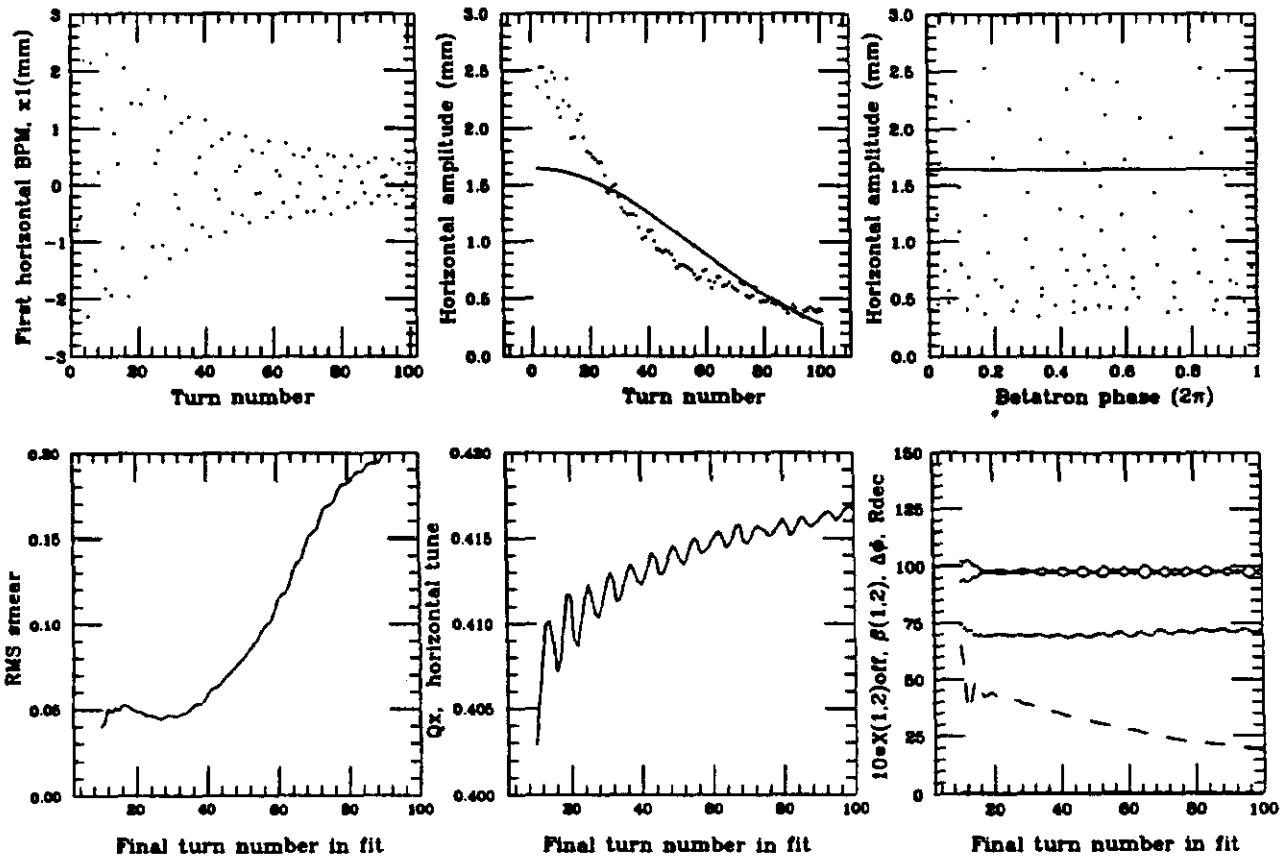 First horizontal BPM, x1(mm)
3
2
1
0
-1
-2
-3
0 20 40 60 80 100
Turn number
Horizontal amplitude (mm)
3.0
2.5
2.0
1.5
1.0
0.5
0.0
0 20 40 60 80 100
Turn number
Horizontal amplitude (mm)
3.0
2.5
2.0
1.5
1.0
0.5
0.0
0 0.2 0.4 0.6 0.8 1
Betatron phase (2π)
RMS smear
0.20
0.15
0.10
0.05
0.00
20 40 60 80 100
Final turn number in fit
Qx, horizontal tune
0.420
0.415
0.410
0.405
0.400
20 40 60 80 100
Final turn number in fit
10*X(1,2)off, β(1,2), Δϕ, Rdec
150
125
100
75
50
25
0
20 40 60 80 100
Final turn number in fit